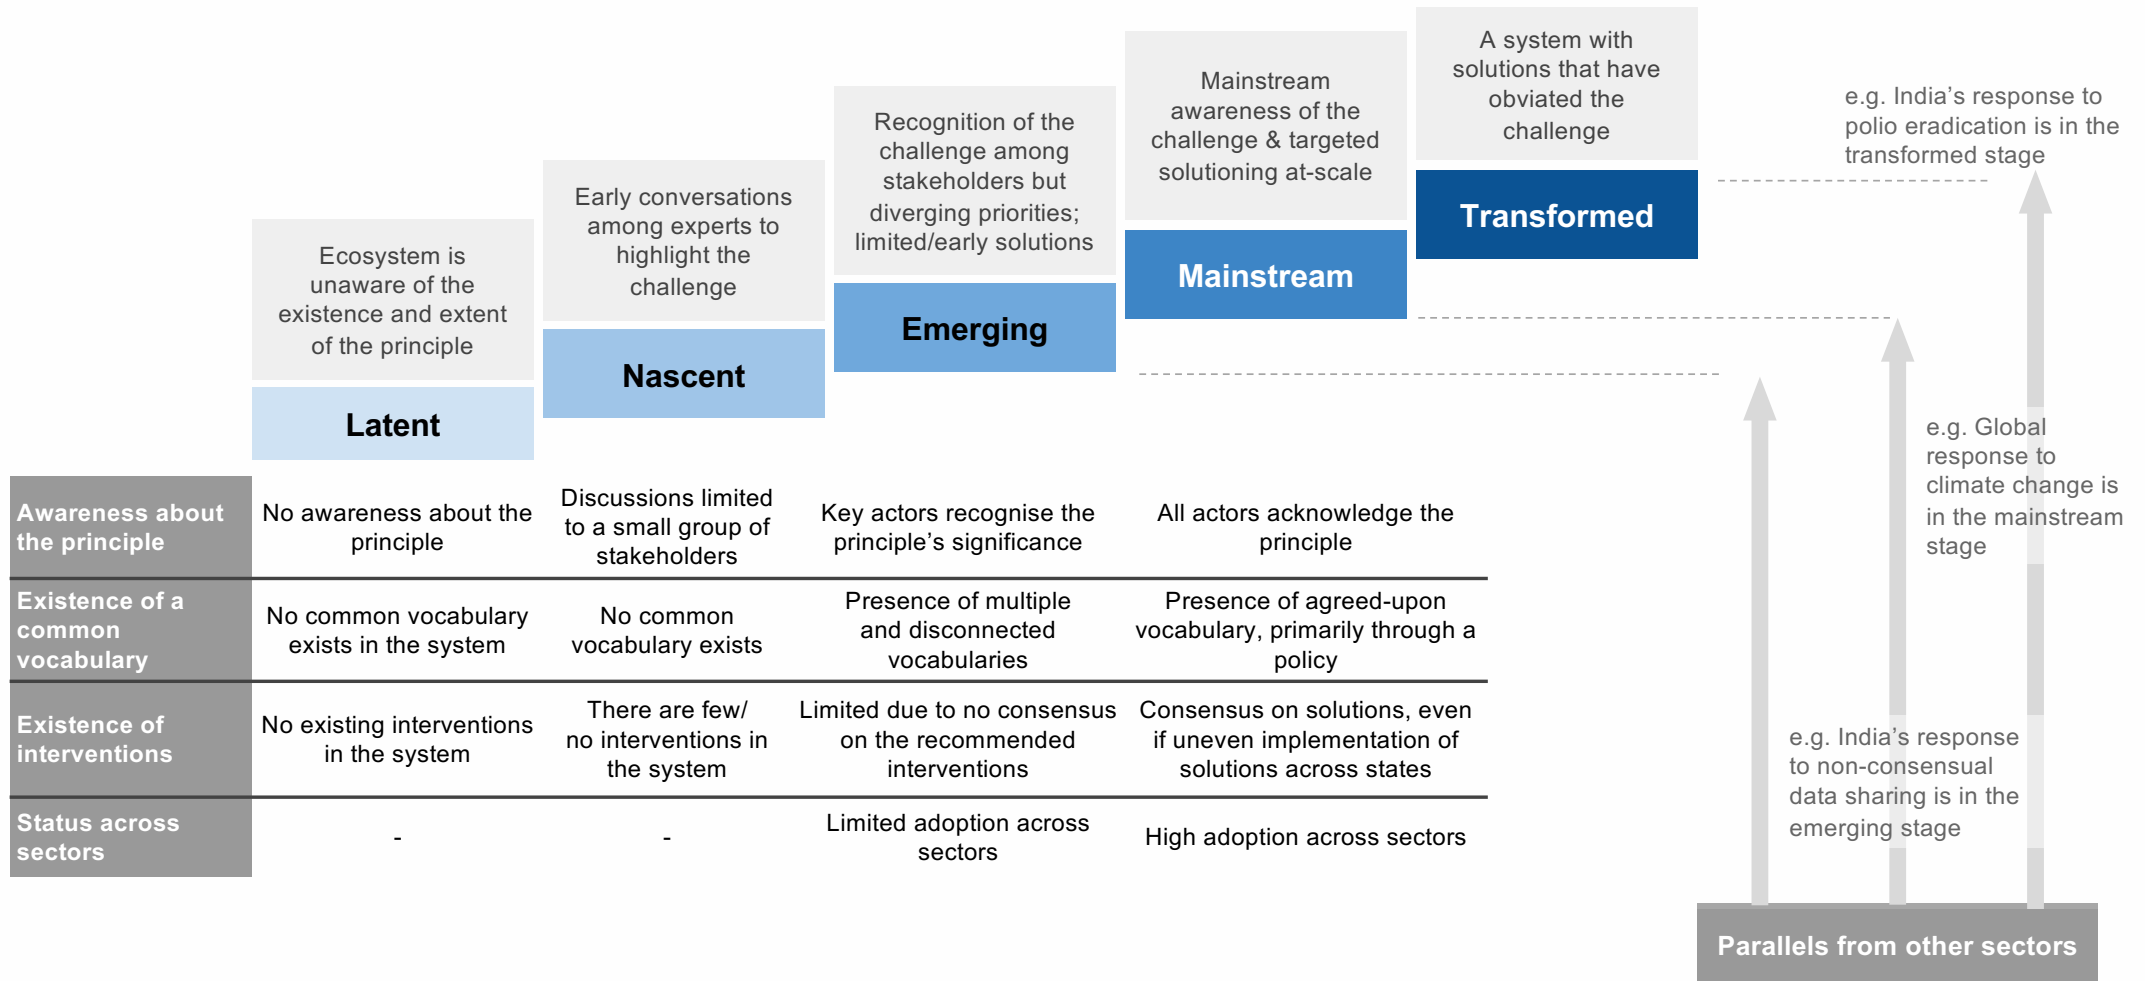 Ecosystem is
unaware of the
existence and extent
of the principle
Latent
Early conversations
among experts to
highlight the
challenge
Nascent
Recognition of the
challenge among
stakeholders but
diverging priorities;
limited/early solutions
Emerging
Mainstream
awareness of the
challenge & targeted
solutioning at-scale
Mainstream
A system with
solutions that have
obviated the
challenge
Transformed
e.g. India's response to
polio eradication is in the
transformed stage
e.g. Global
response to
climate change is
in the mainstream
stage
e.g. India's response
to non-consensual
data sharing is in the
emerging stage
Parallels from other sectors
Awareness about
the principle
No awareness about the
principle
Discussions limited
to a small group of
stakeholders
Key actors recognise the
principle's significance
All actors acknowledge the
principle
Existence of a
common
vocabulary
No common vocabulary
exists in the system
No common
vocabulary exists
Presence of multiple
and disconnected
vocabularies
Presence of agreed-upon
vocabulary, primarily through a
policy
Existence of
interventions
No existing interventions
in the system
There are few/
no interventions in
the system
Limited due to no consensus
on the recommended
interventions
Consensus on solutions, even
if uneven implementation of
solutions across states
Status across
sectors
-
-
Limited adoption across
sectors
High adoption across sectors